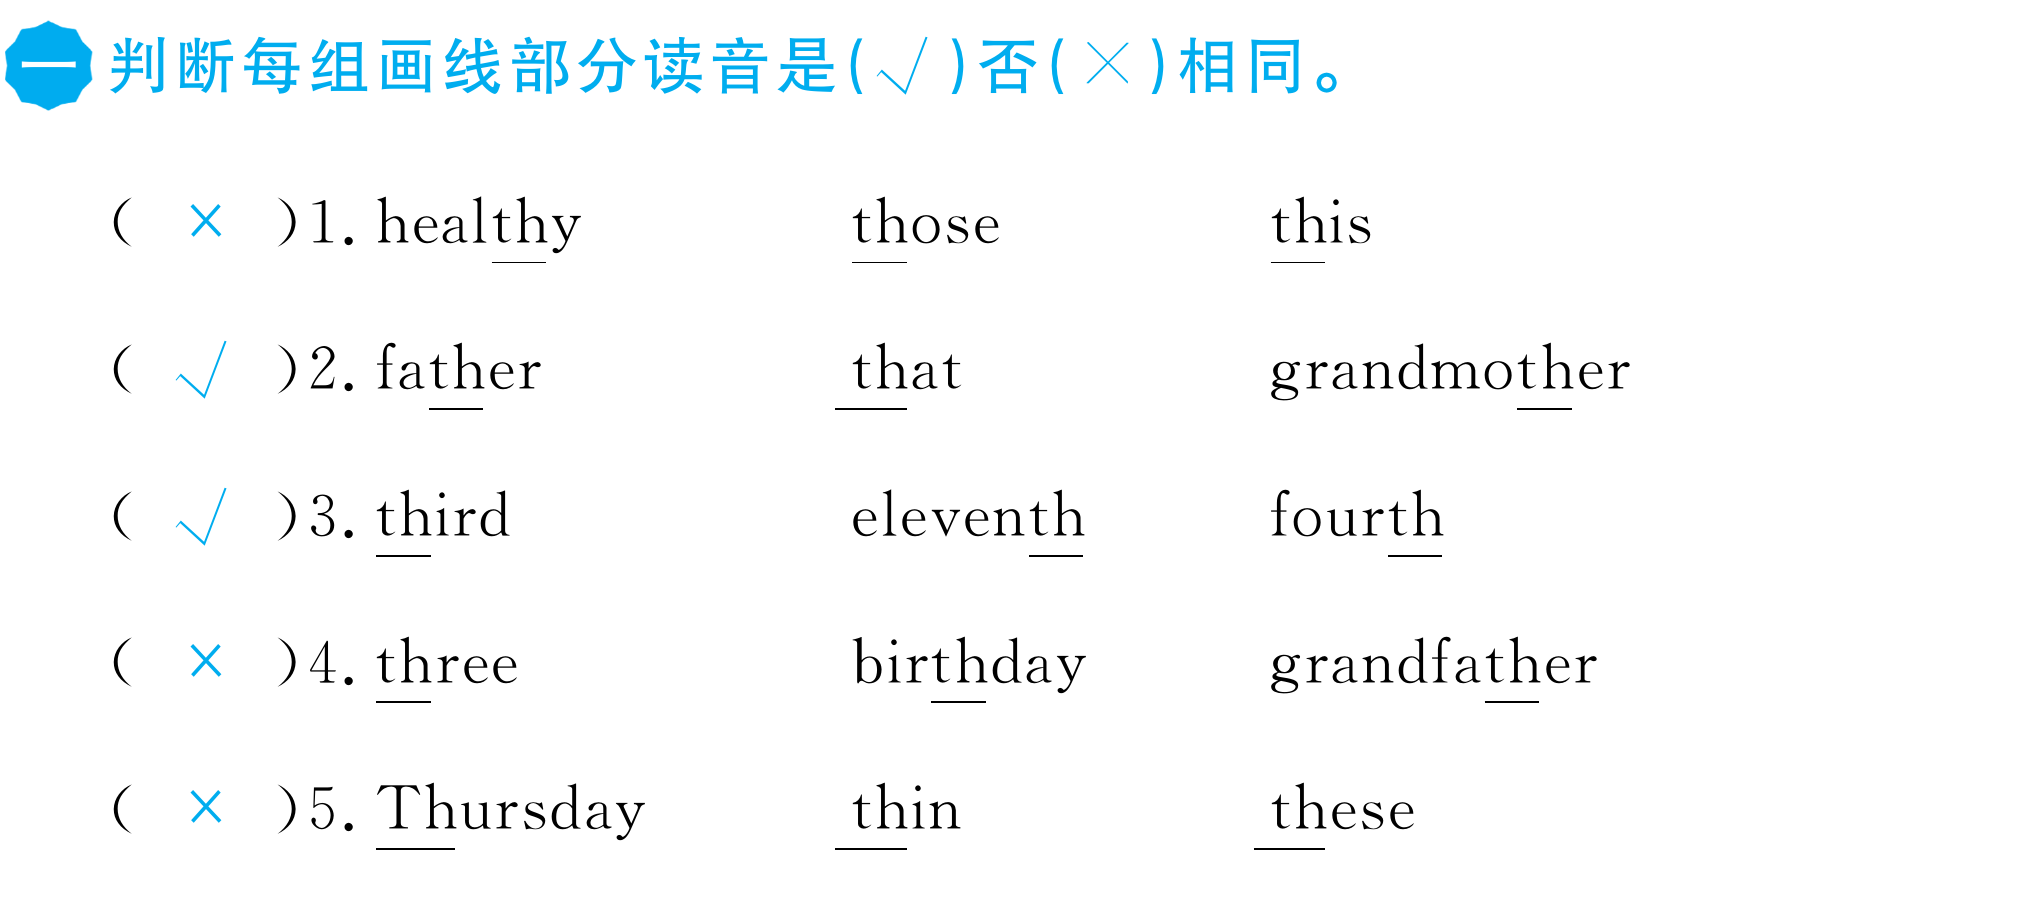 一 判断每组画线部分读音是(√)否(×)相同。
( × )1. healthy those this
( √ )2. father that grandmother
( √ )3. third eleventh fourth
( × )4. three birthday grandfather
( × )5. Thursday thin these